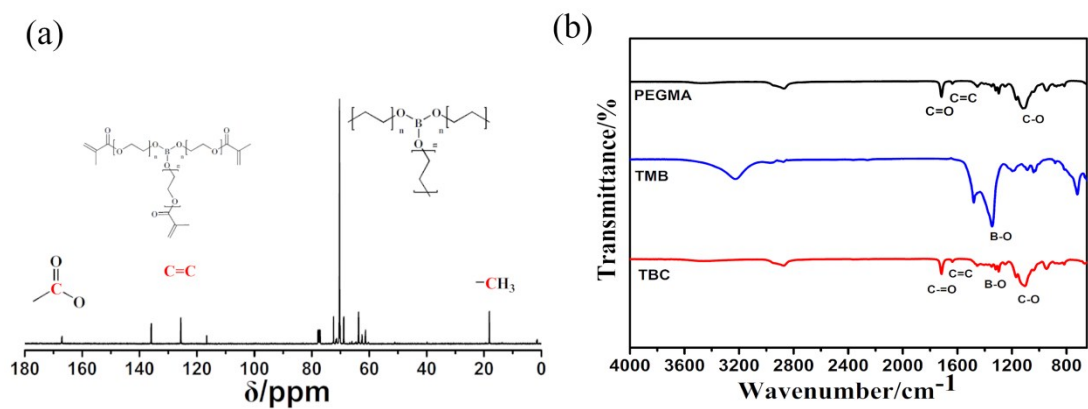 (a)
O
O
O
n
O
B
O
n
O
O
O
n
O
O
O
O
O
n
O
B
O
n
O
n
C=C
O
C
O
-CH3
180 160 140 120 100 80 60 40 20 0
δ/ppm
(b)
Transmittance/%
PEGMA
C=O
C=C
C-O
TMB
B-O
TBC
C-=O
C=C
B-O
C-O
4000 3600 3200 2800 2400 2000 1600 1200 800
Wavenumber/cm-1